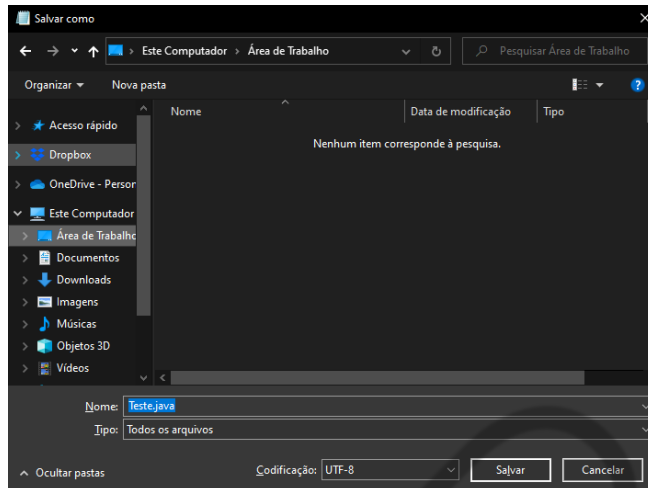 Salvar como
Este Computador > Área de Trabalho
Pesquisar Área de Trabalho
Organizar Nova pasta
Nome Data de modificação Tipo
Nenhum item corresponde à pesquisa.
Acesso rápido
Dropbox
OneDrive - Person
Este Computador
Área de Trabalho
Documentos
Downloads
Imagens
Músicas
Objetos 3D
Vídeos
Nome: Teste.java
Tipo: Todos os arquivos
Ocultar pastas Codificação: UTF-8 Salvar Cancelar